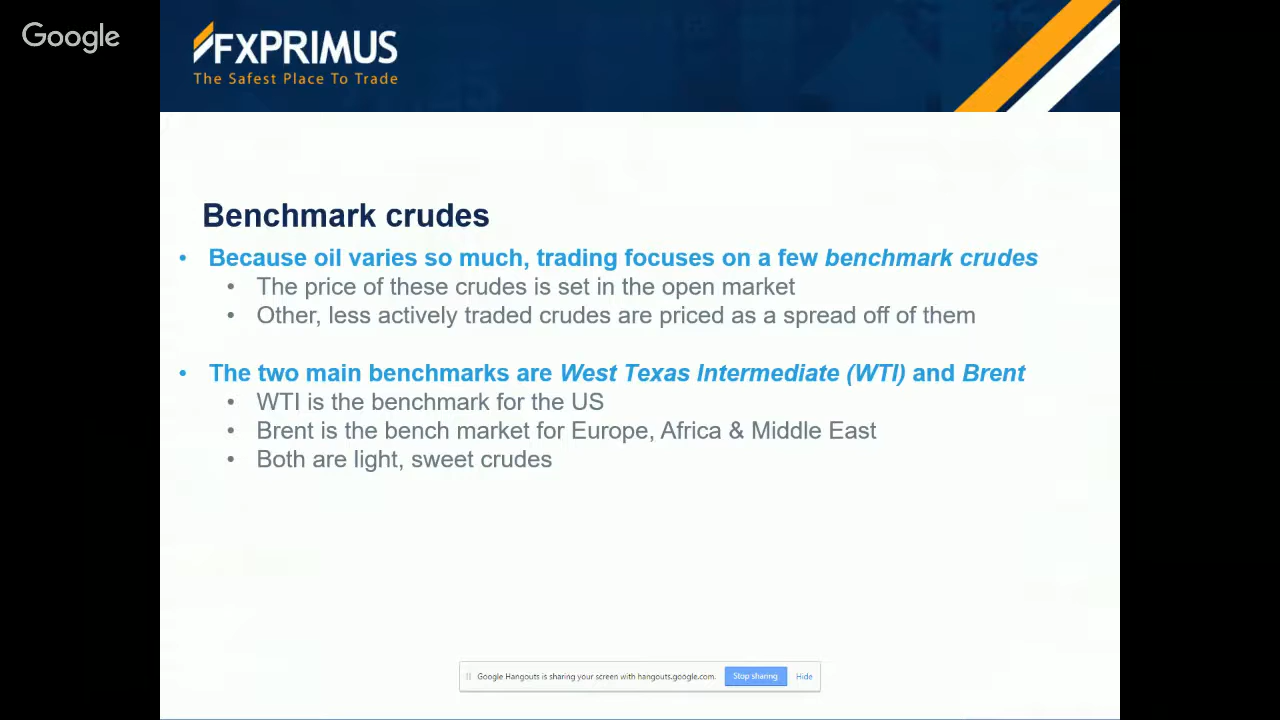 Google
FXPRIMUS
The Safest Place To Trade
Benchmark crudes
• Because oil varies so much, trading focuses on a few benchmark crudes
• The price of these crudes is set in the open market
• Other, less actively traded crudes are priced as a spread off of them
• The two main benchmarks are West Texas Intermediate (WTI) and Brent
• WTI is the benchmark for the US
• Brent is the bench market for Europe, Africa & Middle East
• Both are light, sweet crudes
Google Hangouts is sharing your screen with hangouts.google.com. Stop sharing Hide